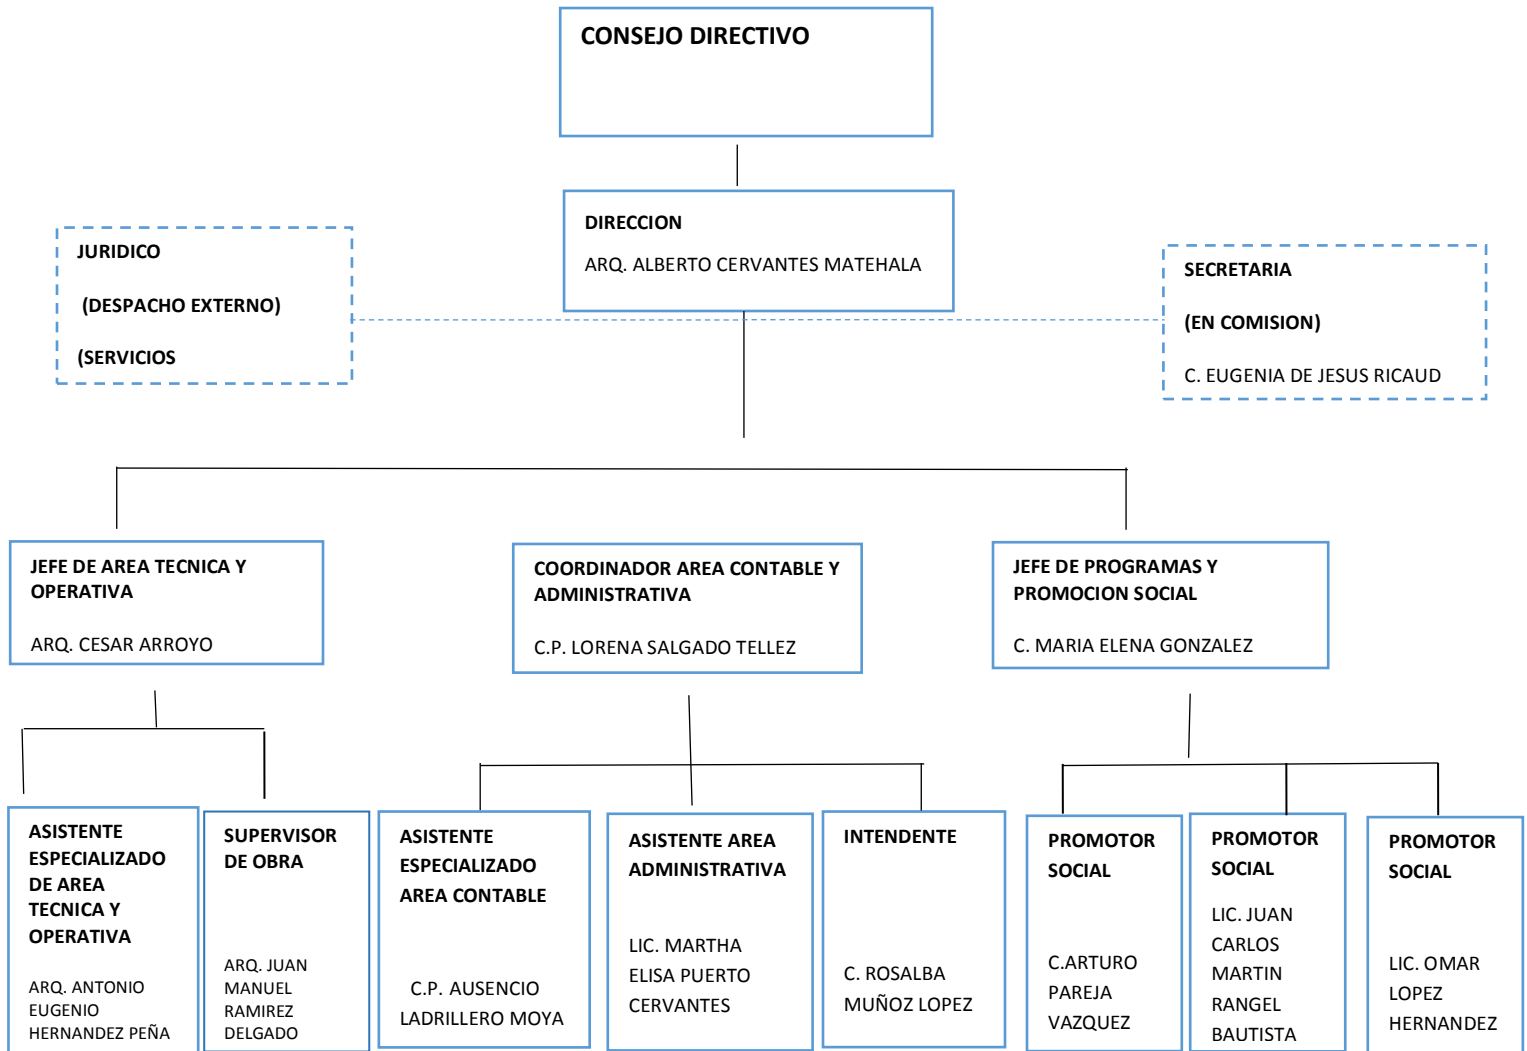 CONSEJO DIRECTIVO
DIRECCION
ARQ. ALBERTO CERVANTES MATEHALA
JURIDICO
(DESPACHO EXTERNO)
(SERVICIOS
SECRETARIA
(EN COMISION)
C. EUGENIA DE JESUS RICAUD
JEFE DE AREA TECNICA Y
OPERATIVA
ARQ. CESAR ARROYO
COORDINADOR AREA CONTABLE Y
ADMINISTRATIVA
C.P. LORENA SALGADO TELLEZ
JEFE DE PROGRAMAS Y
PROMOCION SOCIAL
C. MARIA ELENA GONZALEZ
ASISTENTE
ESPECIALIZADO
DE AREA
TECNICA Y
OPERATIVA
ARQ. ANTONIO
EUGENIO
HERNANDEZ PEÑA
SUPERVISOR
DE OBRA
ARQ. JUAN
MANUEL
RAMIREZ
DELGADO
ASISTENTE
ESPECIALIZADO
AREA CONTABLE
C.P. AUSENCIO
LADRILLERO MOYA
ASISTENTE AREA
ADMINISTRATIVA
LIC. MARTHA
ELISA PUERTO
CERVANTES
INTENDENTE
C. ROSALBA
MUÑOZ LOPEZ
PROMOTOR
SOCIAL
C.ARTURO
PAREJA
VAZQUEZ
PROMOTOR
SOCIAL
LIC. JUAN
CARLOS
MARTIN
RANGEL
BAUTISTA
PROMOTOR
SOCIAL
LIC. OMAR
LOPEZ
HERNANDEZ